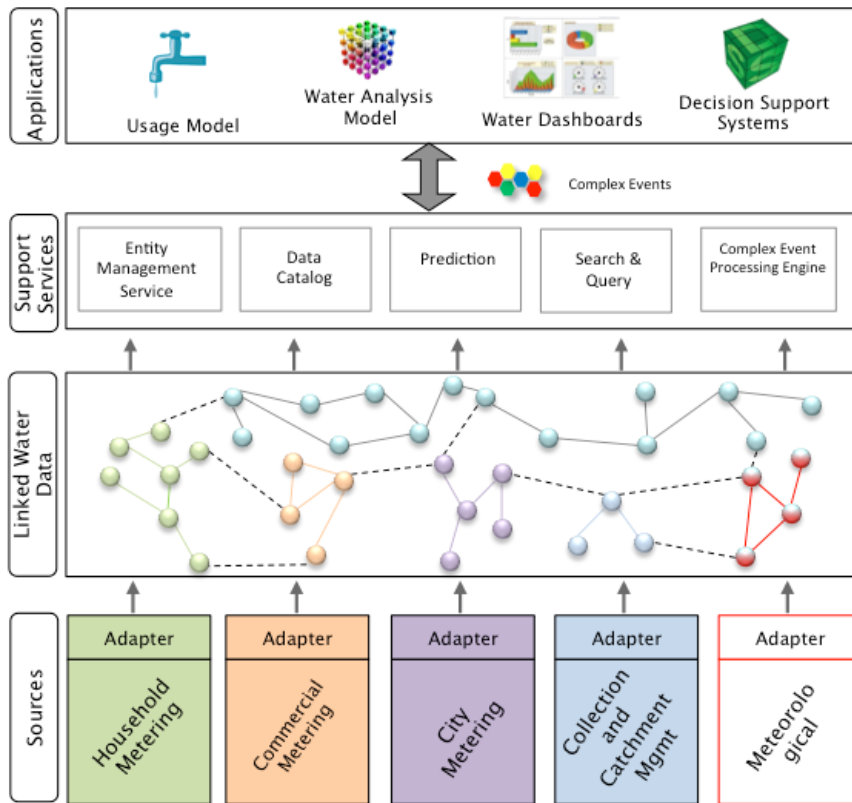 Applications
Usage Model
Water Analysis
Model
Water Dashboards
Decision Support
Systems
Complex Events
Support
Services
Entity
Management
Service
Data
Catalog
Prediction
Search &
Query
Complex Event
Processing Engine
Linked Water
Data
Sources
Adapter
Household
Metering
Adapter
Commercial
Metering
Adapter
City
Metering
Adapter
Collection
and
Catchment
Mgmt
Adapter
Meteorolo
gical